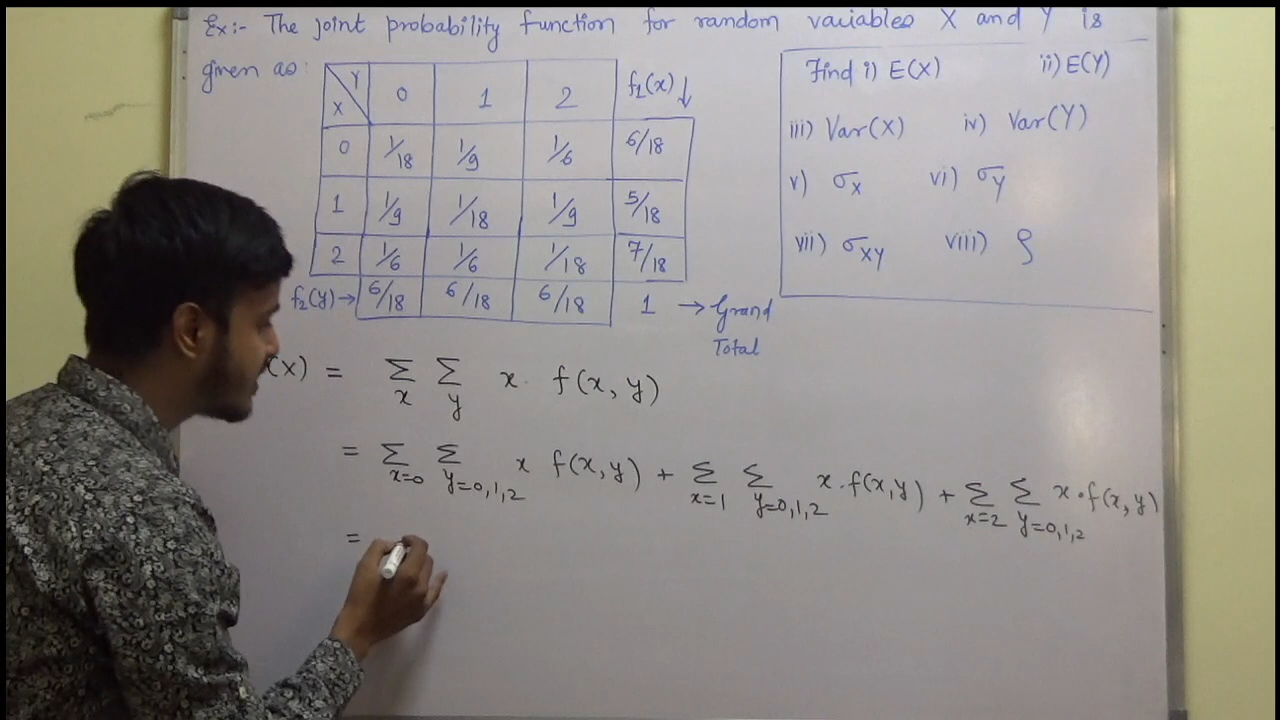 Ex:- The joint probability function for random variables X and Y is
given as:
Y
X
0 1 2 f₁(x) ↓
0 1/18 1/9 1/6 6/18
1 1/9 1/18 1/9 5/18
2 1/6 1/6 1/18 7/18
f₂(y) → 6/18 6/18 6/18 1 → Grand Total
Find i) E(X) ii) E(Y)
iii) Var(X) iv) Var(Y)
v) σX vi) σY
vii) σXY viii) ρ
(X) = Σx Σy x. f(x, y)
= Σx=0 Σy=0,1,2 x f(x,y) + Σx=1 Σy=0,1,2 x.f(x,y) + Σx=2 Σy=0,1,2 x.f(x,y)
=